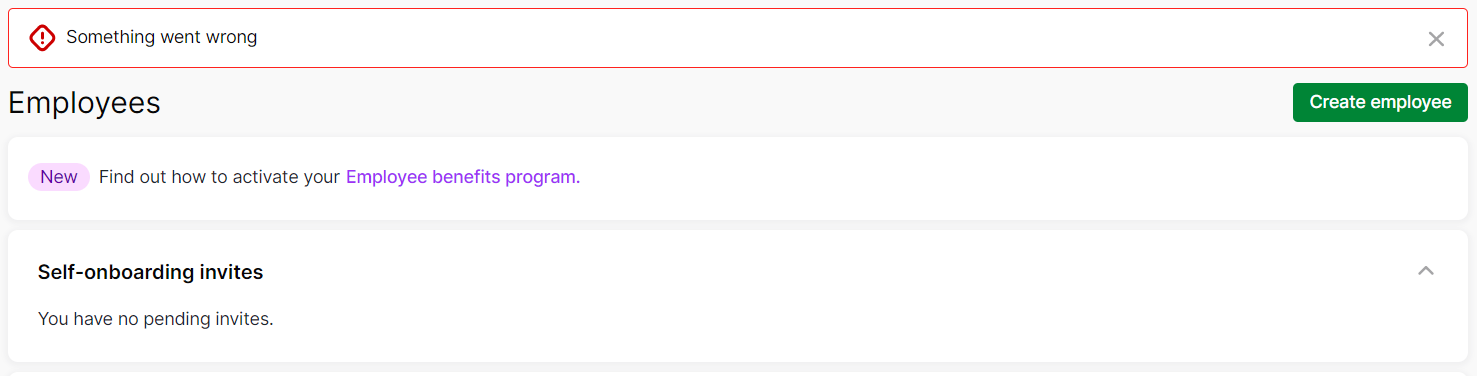 Something went wrong
Employees
Create employee
New Find out how to activate your Employee benefits program.
Self-onboarding invites
You have no pending invites.